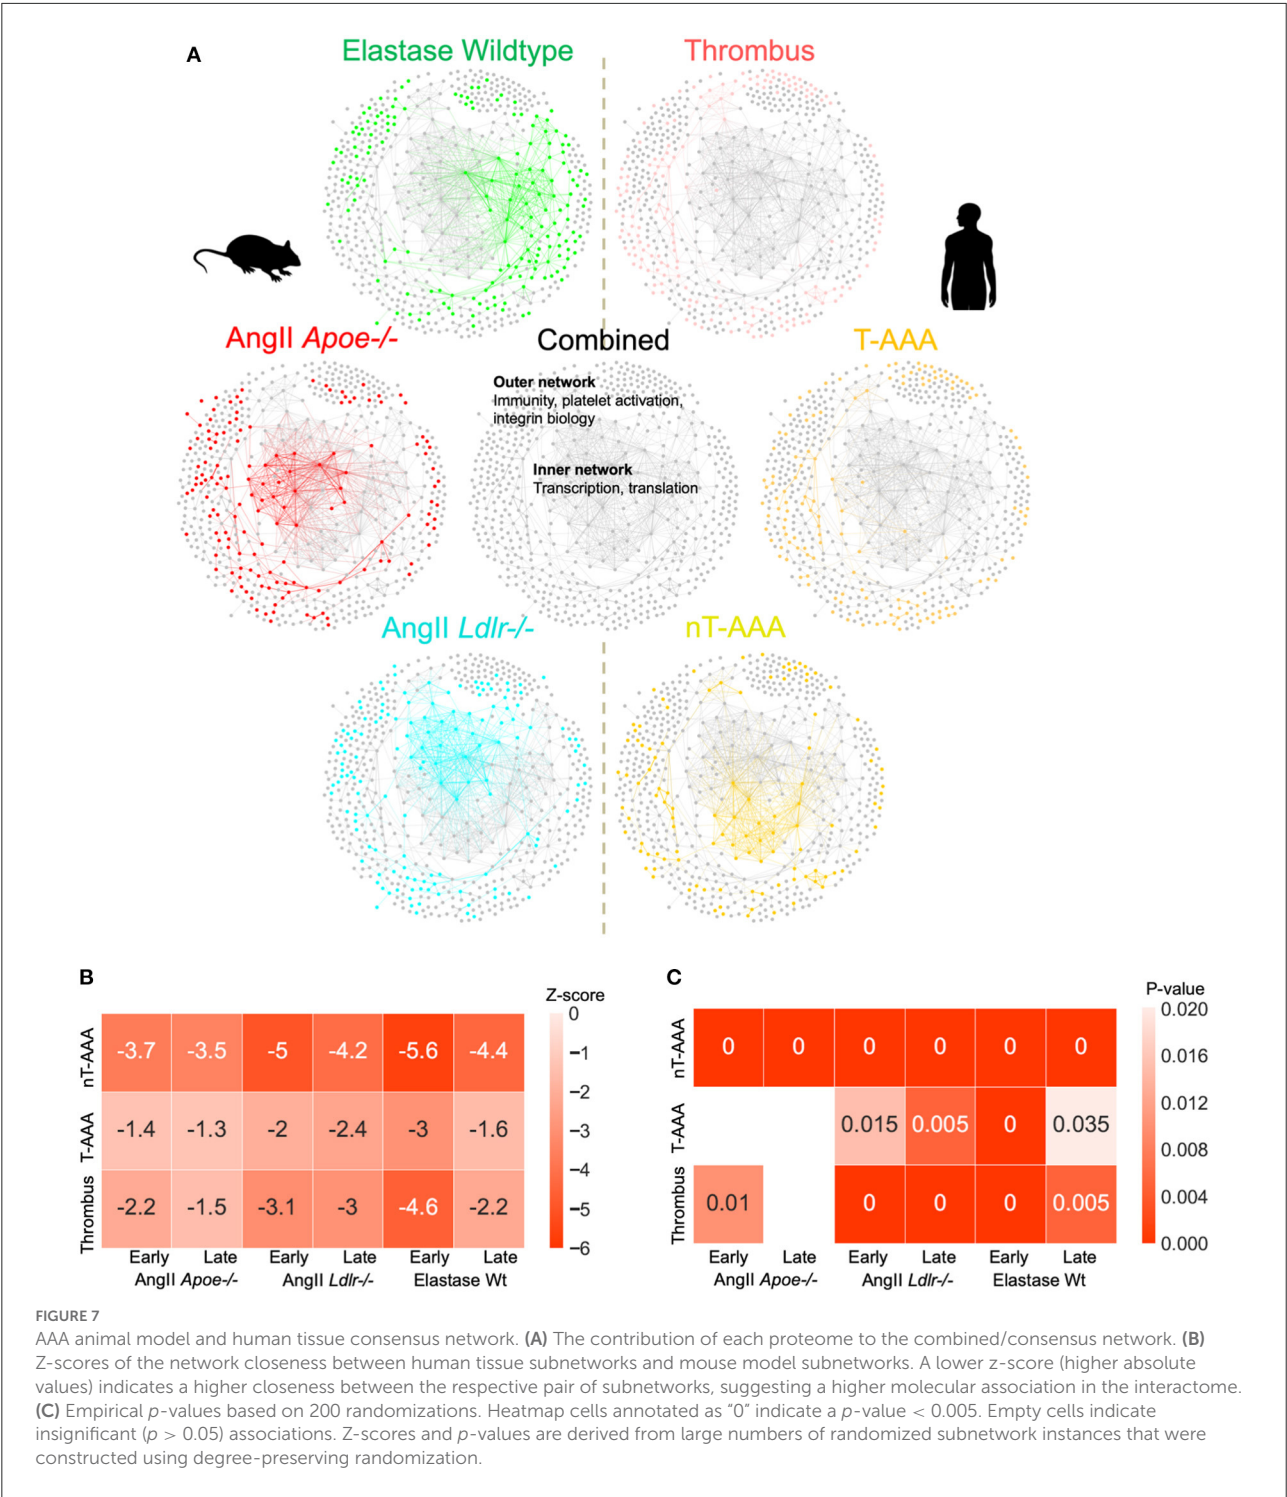 A
Elastase Wildtype
Thrombus
AngII Apoe-/-
Combined
T-AAA
Outer network
Immunity, platelet activation,
integrin biology
Inner network
Transcription, translation
AngII Ldlr-/-
nT-AAA
B
Z-score
nT-AAA
-3.7 -3.5 -5 -4.2 -5.6 -4.4
T-AAA
-1.4 -1.3 -2 -2.4 -3 -1.6
Thrombus
-2.2 -1.5 -3.1 -3 -4.6 -2.2
Early Late Early Late Early Late
AngII Apoe-/- AngII Ldlr-/- Elastase Wt
0
−1
−2
−3
−4
−5
−6
C
P-value
nT-AAA
0 0 0 0 0 0
T-AAA
0.015 0.005 0 0.035
Thrombus
0.01 0 0 0 0.005
Early Late Early Late Early Late
AngII Apoe-/- AngII Ldlr-/- Elastase Wt
0.020
0.016
0.012
0.008
0.004
0.000
FIGURE 7
AAA animal model and human tissue consensus network. (A) The contribution of each proteome to the combined/consensus network. (B)
Z-scores of the network closeness between human tissue subnetworks and mouse model subnetworks. A lower z-score (higher absolute
values) indicates a higher closeness between the respective pair of subnetworks, suggesting a higher molecular association in the interactome.
(C) Empirical p-values based on 200 randomizations. Heatmap cells annotated as “0” indicate a p-value < 0.005. Empty cells indicate
insignificant (p > 0.05) associations. Z-scores and p-values are derived from large numbers of randomized subnetwork instances that were
constructed using degree-preserving randomization.